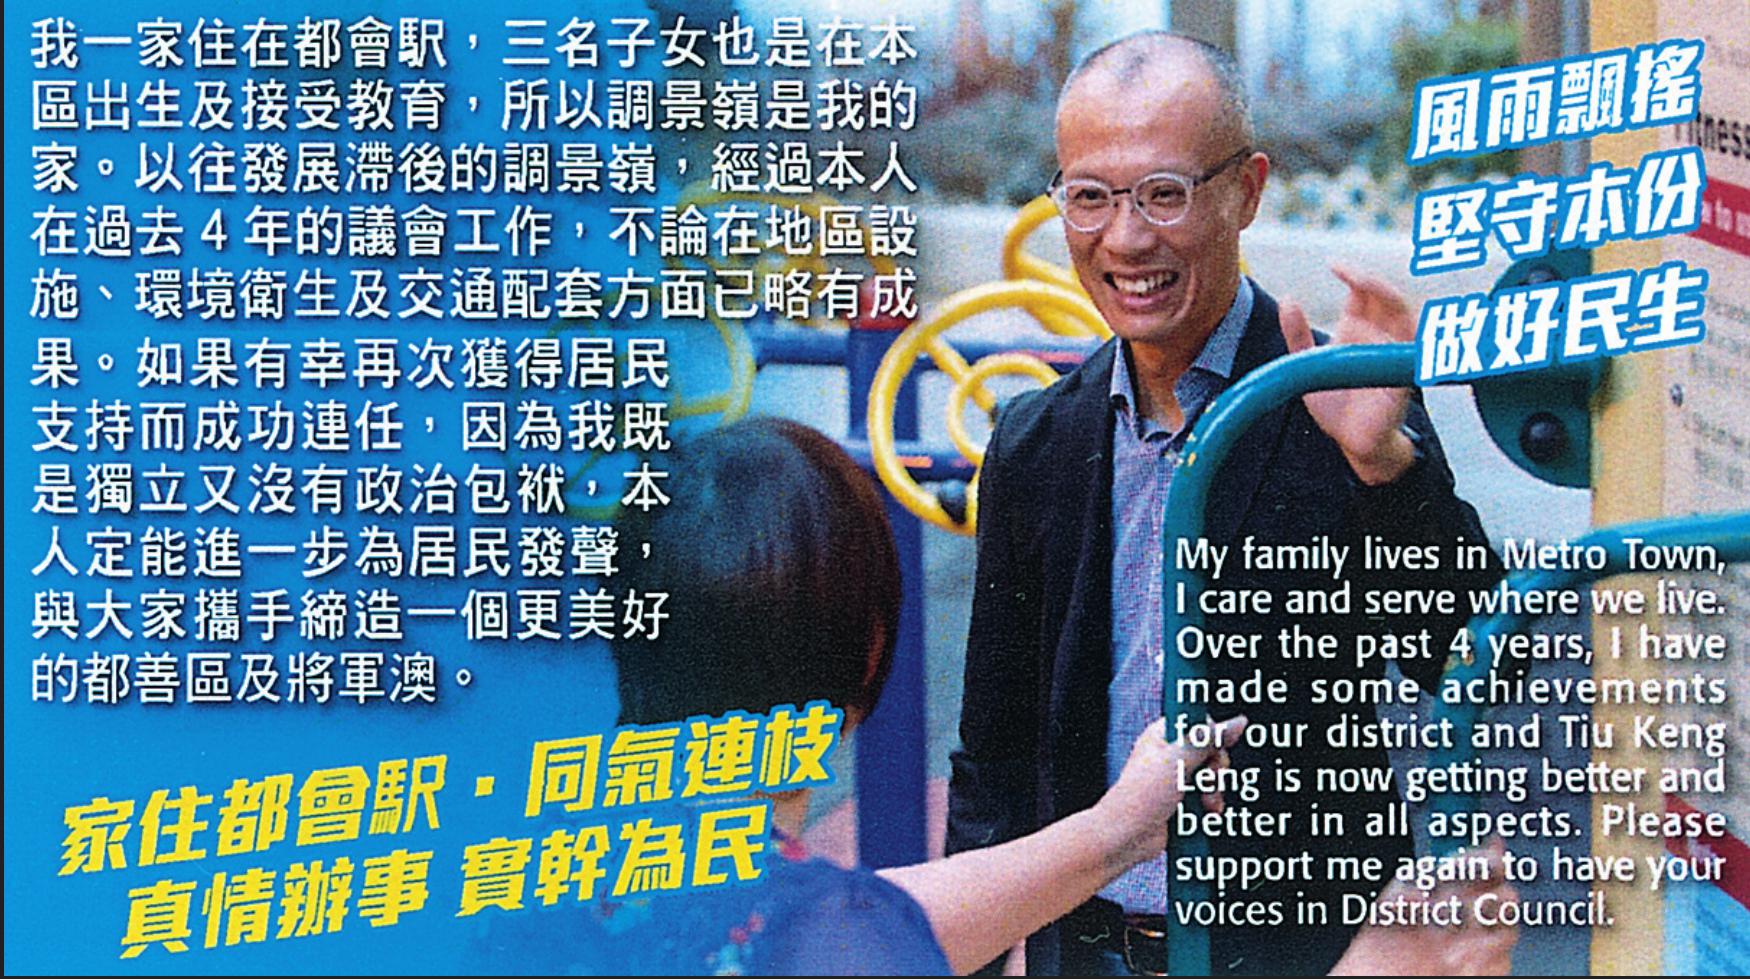 我一家住在都會駅，三名子女也是在本
區出生及接受教育，所以調景嶺是我的
家。以往發展滯後的調景嶺，經過本人
在過去 4 年的議會工作，不論在地區設
施、環境衛生及交通配套方面已略有成
果。如果有幸再次獲得居民
支持而成功連任，因為我既
是獨立又沒有政治包袱，本
人定能進一步為居民發聲，
與大家攜手締造一個更美好
的都善區及將軍澳。
家住都會駅·同氣連枝
真情辦事 實幹為民
風雨飄搖
堅守本份
做好民生
My family lives in Metro Town,
I care and serve where we live.
Over the past 4 years, I have
made some achievements
for our district and Tiu Keng
Leng is now getting better and
better in all aspects. Please
support me again to have your
voices in District Council.